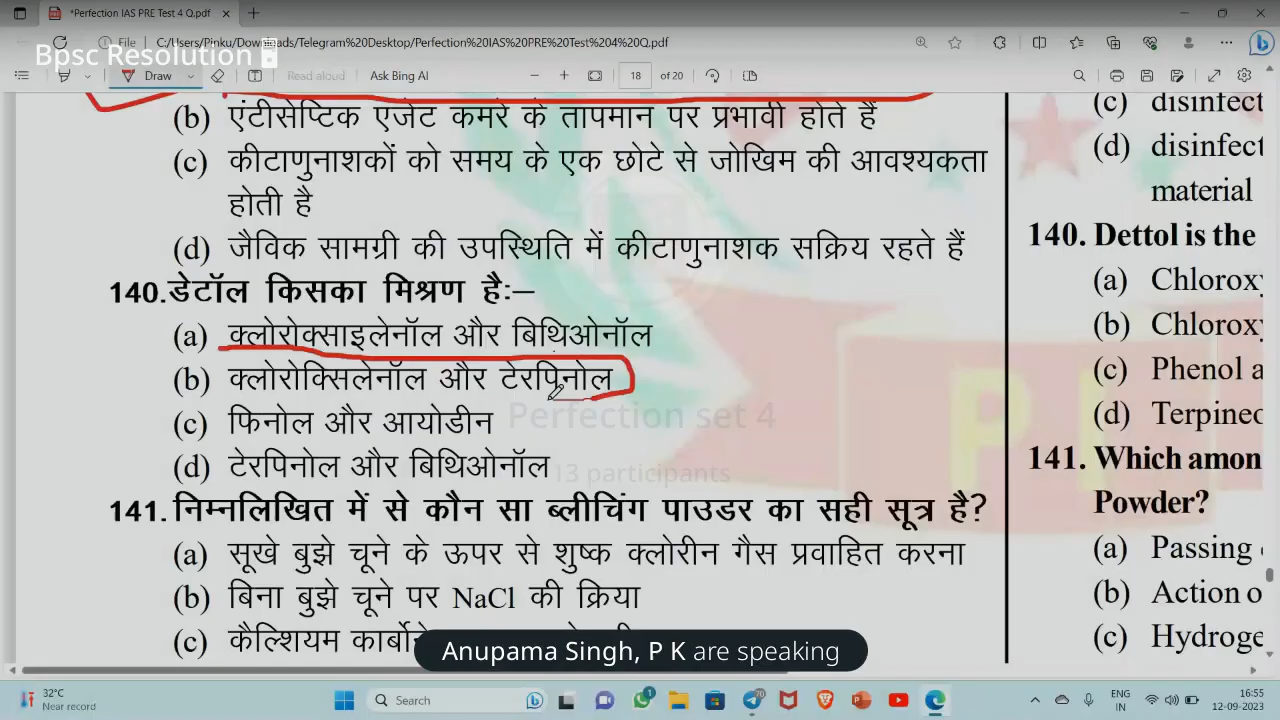 *Perfection IAS PRE Test 4 Q.pdf
File C:/Users/Pinku/Downloads/Telegram%20Desktop/Perfection%20IAS%20PRE%20Test%204%20Q.pdf
Bpsc Resolution
Draw Read aloud Ask Bing AI 18 of 20
(b) एंटीसेप्टिक एजेंट कमरे के तापमान पर प्रभावी होते हैं
(c) कीटाणुनाशकों को समय के एक छोटे से जोखिम की आवश्यकता
होती है
(d) जैविक सामग्री की उपस्थिति में कीटाणुनाशक सक्रिय रहते हैं
140. डेटॉल किसका मिश्रण है:–
(a) क्लोरोक्साइलेनॉल और बिथिओनॉल
(b) क्लोरोक्सिलेनॉल और टेरपिनोल
(c) फिनोल और आयोडीन
(d) टेरपिनोल और बिथिओनॉल
141. निम्नलिखित में से कौन सा ब्लीचिंग पाउडर का सही सूत्र है?
(a) सूखे बुझे चूने के ऊपर से शुष्क क्लोरीन गैस प्रवाहित करना
(b) बिना बुझे चूने पर NaCl की क्रिया
(c) कैल्शियम
(c) disinfect
(d) disinfect
material
140. Dettol is the
(a) Chloroxy
(b) Chloroxy
(c) Phenol a
(d) Terpineo
141. Which amon
Powder?
(a) Passing
(b) Action o
(c) Hydroge
Perfection set 4
13 participants
Anupama Singh, P K are speaking
32°C
Near record
Search
1
70
ENG
IN
16:55
12-09-2023